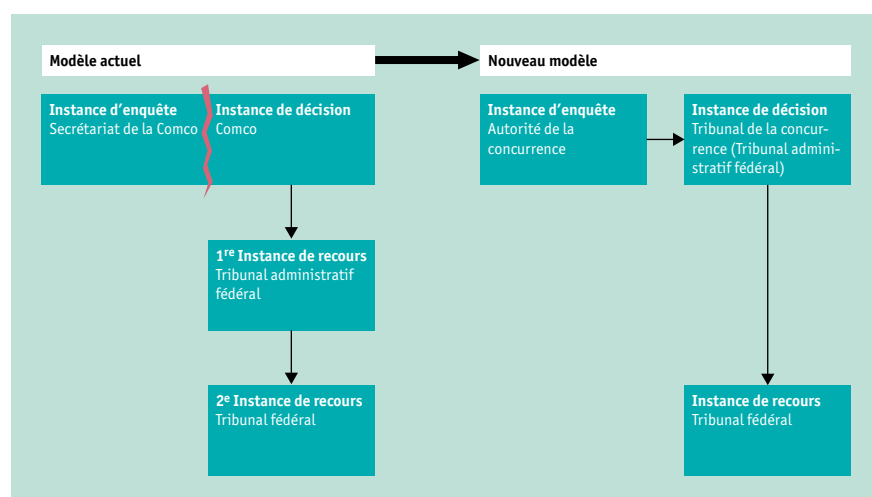 Modèle actuel
Nouveau modèle
Instance d'enquête
Secrétariat de la Comco
Instance de décision
Comco
Instance d'enquête
Autorité de la
concurrence
Instance de décision
Tribunal de la concur-
rence (Tribunal admini-
stratif fédéral)
1re Instance de recours
Tribunal administratif
fédéral
2e Instance de recours
Tribunal fédéral
Instance de recours
Tribunal fédéral